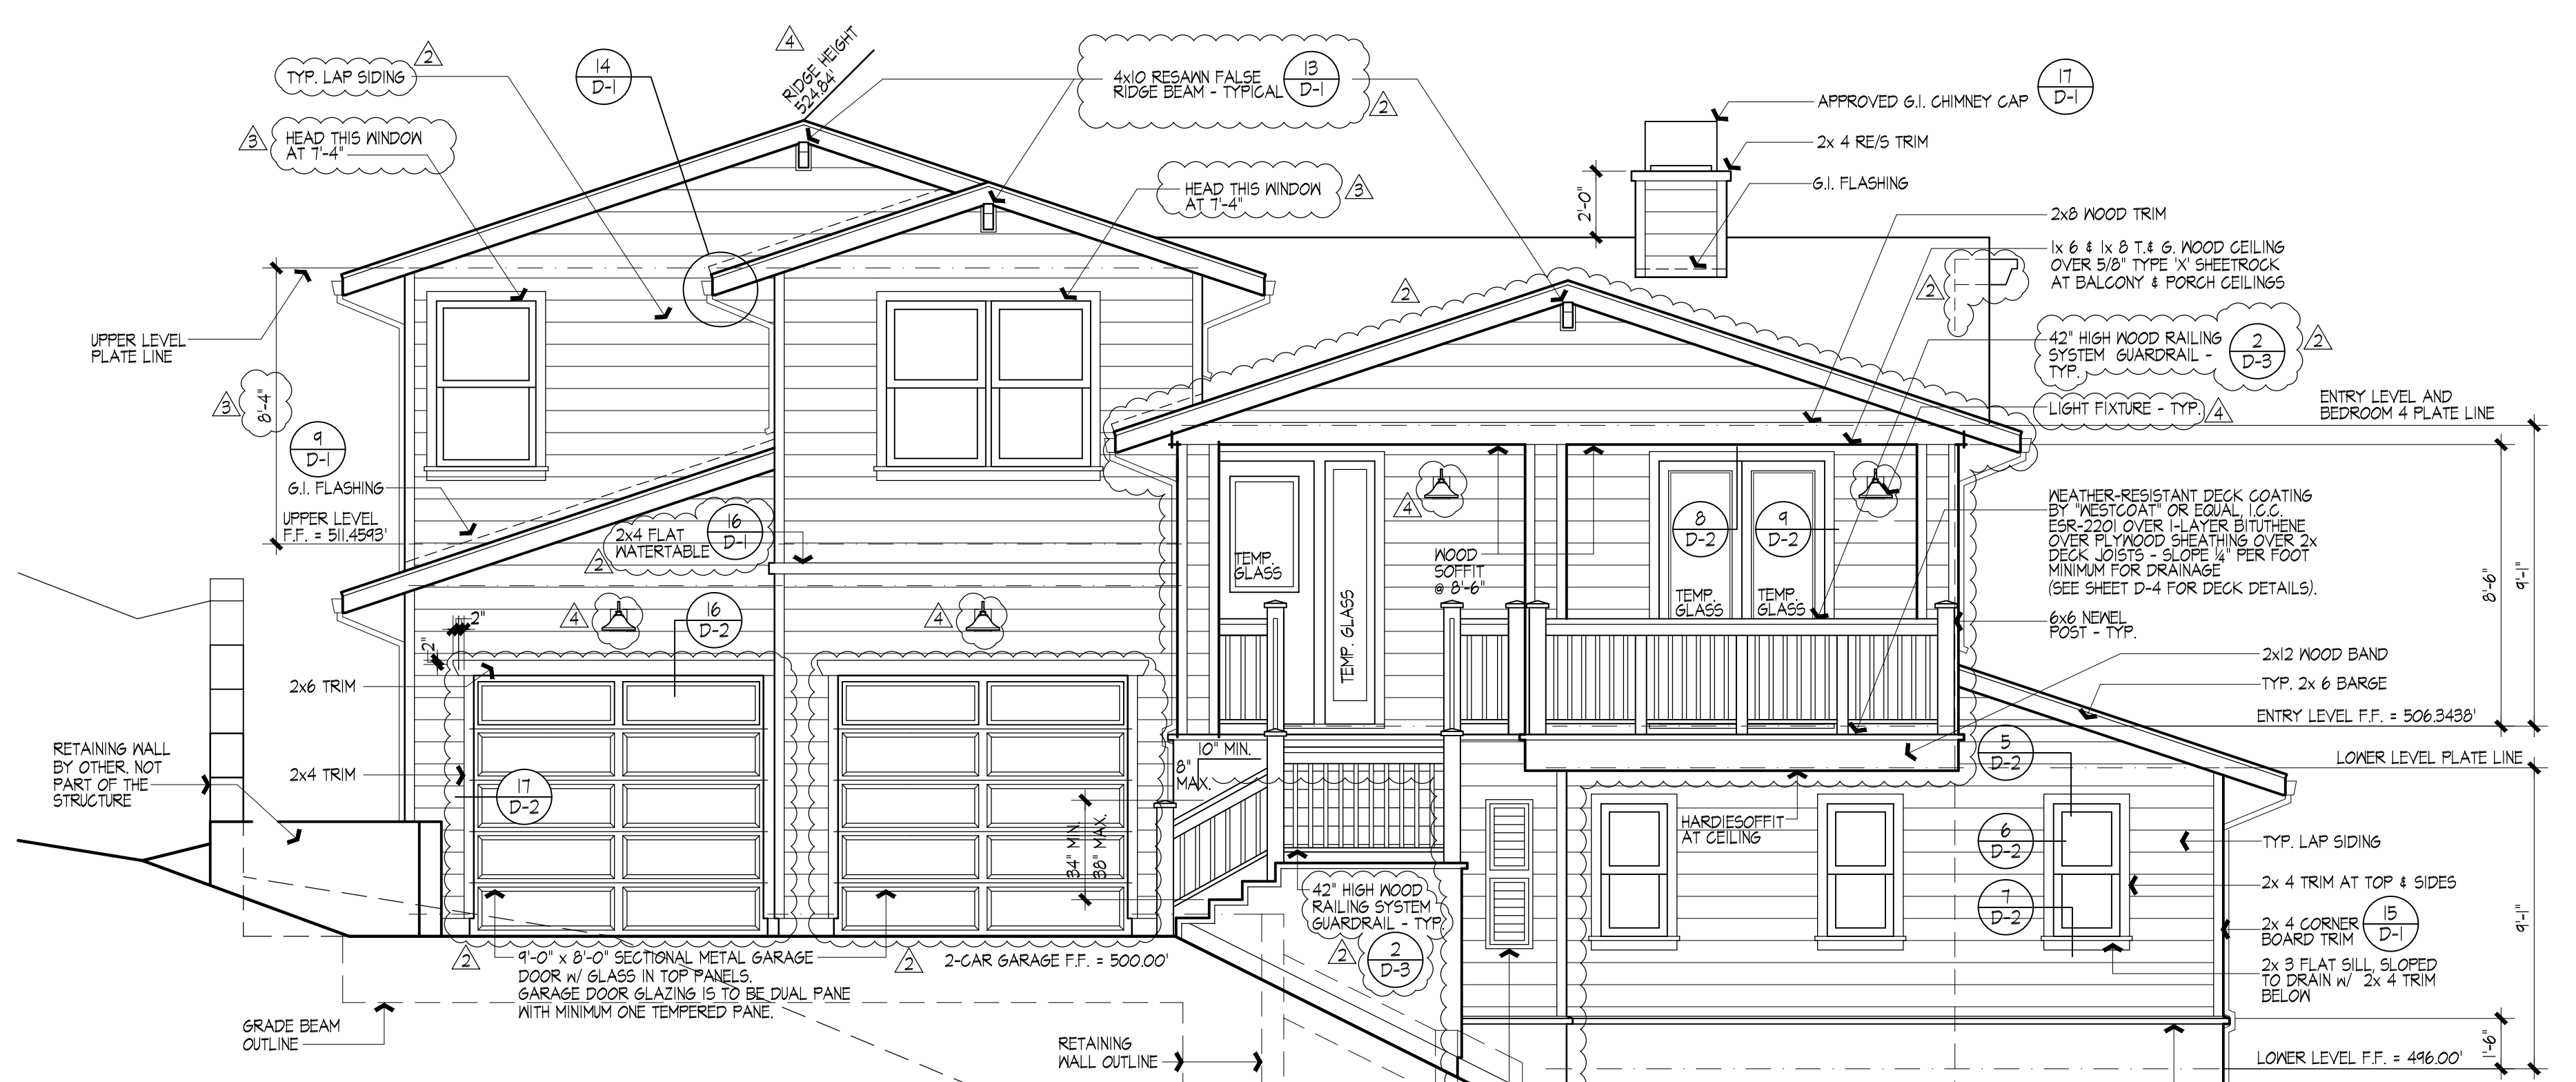 2
TYP. LAP SIDING
14
D-1
4
RIDGE HEIGHT
524.84'
4x10 RESAWN FALSE
RIDGE BEAM - TYPICAL
13
D-1
2
17
D-1
APPROVED G.I. CHIMNEY CAP
2x 4 RE/S TRIM
G.I. FLASHING
2'-0"
3
HEAD THIS WINDOW
AT 7'-4"
HEAD THIS WINDOW
AT 7'-4"
3
2x8 WOOD TRIM
1x 6 & 1x 8 T.& G. WOOD CEILING
OVER 5/8" TYPE 'X' SHEETROCK
AT BALCONY & PORCH CEILINGS
2
2
42" HIGH WOOD RAILING
SYSTEM GUARDRAIL -
TYP.
2
D-3
2
LIGHT FIXTURE - TYP.
4
ENTRY LEVEL AND
BEDROOM 4 PLATE LINE
UPPER LEVEL
PLATE LINE
3
8'-4"
9
D-1
G.I. FLASHING
UPPER LEVEL
F.F. = 511.4593'
2x4 FLAT
WATERTABLE
16
D-1
2
4
TEMP.
GLASS
TEMP. GLASS
WOOD
SOFFIT
@ 8'-6"
8
D-2
9
D-2
TEMP.
GLASS
TEMP.
GLASS
WEATHER-RESISTANT DECK COATING
BY "WESTCOAT" OR EQUAL, I.C.C.
ESR-2201 OVER 1-LAYER BITUTHENE
OVER PLYWOOD SHEATHING OVER 2x
DECK JOISTS - SLOPE 1/4" PER FOOT
MINIMUM FOR DRAINAGE
(SEE SHEET D-4 FOR DECK DETAILS).
6x6 NEWEL
POST - TYP.
8'-6"
9'-1"
2x12 WOOD BAND
TYP. 2x 6 BARGE
ENTRY LEVEL F.F. = 506.3438'
LOWER LEVEL PLATE LINE
4
4
16
D-2
2"
2"
2x6 TRIM
2x4 TRIM
17
D-2
RETAINING WALL
BY OTHER. NOT
PART OF THE
STRUCTURE
10" MIN.
8"
MAX.
34" MIN.
38" MAX.
5
D-2
6
D-2
7
D-2
HARDIESOFFIT
AT CEILING
TYP. LAP SIDING
2x 4 TRIM AT TOP & SIDES
2x 4 CORNER
BOARD TRIM
15
D-1
2x 3 FLAT SILL, SLOPED
TO DRAIN w/ 2x 4 TRIM
BELOW
9'-1"
42" HIGH WOOD
RAILING SYSTEM
GUARDRAIL - TYP.
2
2
D-3
2
9'-0" x 8'-0" SECTIONAL METAL GARAGE
DOOR w/ GLASS IN TOP PANELS.
GARAGE DOOR GLAZING IS TO BE DUAL PANE
WITH MINIMUM ONE TEMPERED PANE.
2
2-CAR GARAGE F.F. = 500.00'
GRADE BEAM
OUTLINE
RETAINING
WALL OUTLINE
LOWER LEVEL F.F. = 496.00'
1'-6"